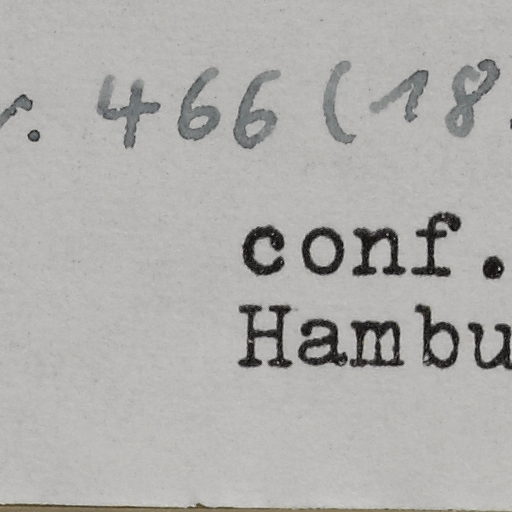 r. 466 (18
conf.
Hambu